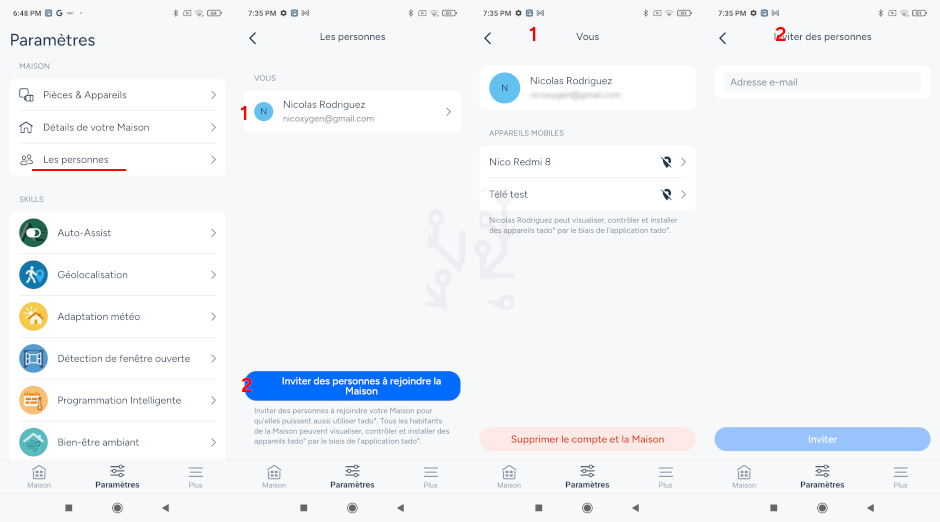 6:48 PM
64
Paramètres
MAISON
Pièces & Appareils
Détails de votre Maison
Les personnes
SKILLS
Auto-Assist
Géolocalisation
Adaptation météo
Détection de fenêtre ouverte
Programmation Intelligente
Bien-être ambiant
Maison
Paramètres
Plus
7:35 PM
61
Les personnes
VOUS
1
N
Nicolas Rodriguez
nicoxygen@gmail.com
2
Inviter des personnes à rejoindre la
Maison
Inviter des personnes à rejoindre votre Maison pour
qu'elles puissent aussi utiliser tado°. Tous les habitants
de la Maison peuvent visualiser, contrôler et installer des
appareils tado° par le biais de l'application tado°.
Maison
Paramètres
Plus
7:35 PM
61
1
Vous
N
Nicolas Rodriguez
APPAREILS MOBILES
Nico Redmi 8
Télé test
Nicolas Rodriguez peut visualiser, contrôler et installer
des appareils tado° par le biais de l'application tado°.
Supprimer le compte et la Maison
Maison
Paramètres
Plus
7:35 PM
61
2
Inviter des personnes
Adresse e-mail
Inviter
Maison
Paramètres
Plus